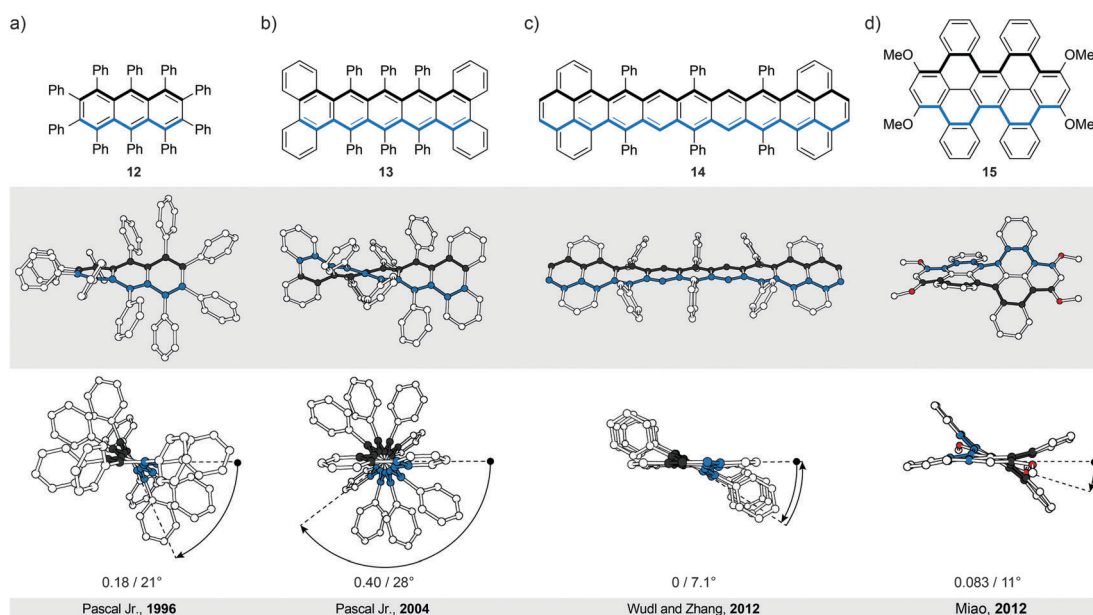 a)
b)
c)
d)
Ph Ph Ph
Ph Ph
Ph Ph
Ph Ph Ph
12
Ph Ph Ph
Ph Ph Ph
13
Ph Ph Ph
Ph Ph Ph
14
MeO OMe
MeO OMe
15
0.18 / 21°
0.40 / 28°
0 / 7.1°
0.083 / 11°
Pascal Jr., 1996
Pascal Jr., 2004
Wudl and Zhang, 2012
Miao, 2012